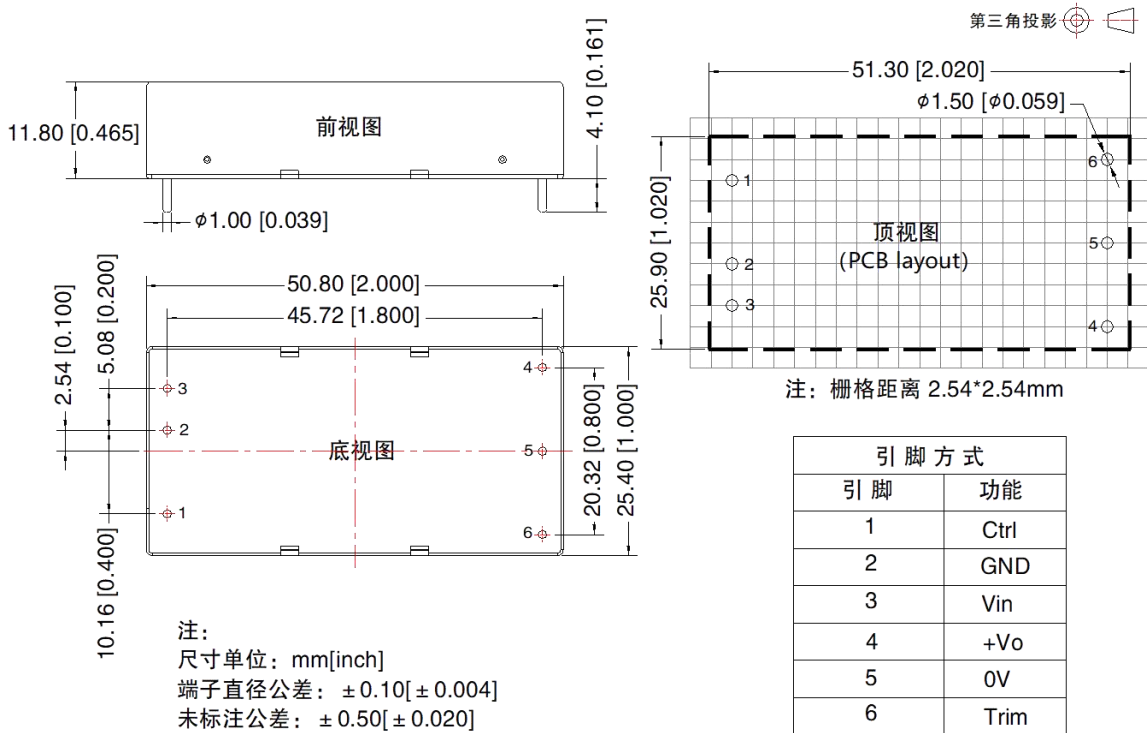 第三角投影
11.80 [0.465]
前视图
4.10 [0.161]
ϕ1.00 [0.039]
51.30 [2.020]
ϕ1.50 [ϕ0.059]
25.90 [1.020]
1
2
3
6
5
4
顶视图
(PCB layout)
注：栅格距离 2.54*2.54mm
50.80 [2.000]
45.72 [1.800]
2.54 [0.100]
5.08 [0.200]
10.16 [0.400]
3
2
1
底视图
4
5
6
20.32 [0.800]
25.40 [1.000]
注：
尺寸单位：mm[inch]
端子直径公差：±0.10[±0.004]
未标注公差：±0.50[±0.020]
引脚方式
引脚 功能
1 Ctrl
2 GND
3 Vin
4 +Vo
5 0V
6 Trim